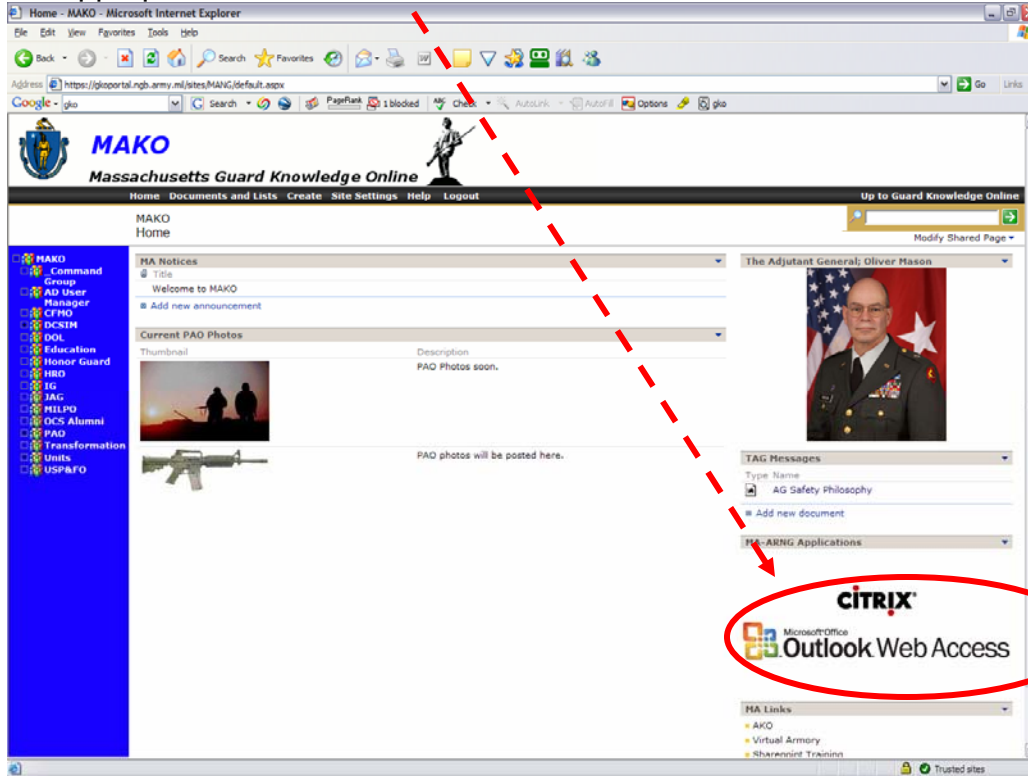 Home - MAKO - Microsoft Internet Explorer
File Edit View Favorites Tools Help
Back Search Favorites
Address https://gkoportal.ngb.army.mil/sites/MANG/default.aspx Go Links
Google - gko Search PageRank 1 blocked Check AutoLink AutoFill Options gko
MAKO
Massachusetts Guard Knowledge Online
Home Documents and Lists Create Site Settings Help Logout Up to Guard Knowledge Online
MAKO
Home
Modify Shared Page
MAKO
_Command
Group
AD User
Manager
CFMO
DCSIM
DOL
Education
Honor Guard
HRO
IG
JAG
MILPO
OCS Alumni
PAO
Transformation
Units
USP&FO
MA Notices
Title
Welcome to MAKO
Add new announcement
Current PAO Photos
Thumbnail Description
PAO Photos soon.
PAO photos will be posted here.
The Adjutant General; Oliver Mason
TAG Messages
Type Name
AG Safety Philosophy
Add new document
MA-ARNG Applications
CITRIX
Microsoft Office
Outlook Web Access
MA Links
AKO
Virtual Armory
Sharepoint Training
Trusted sites